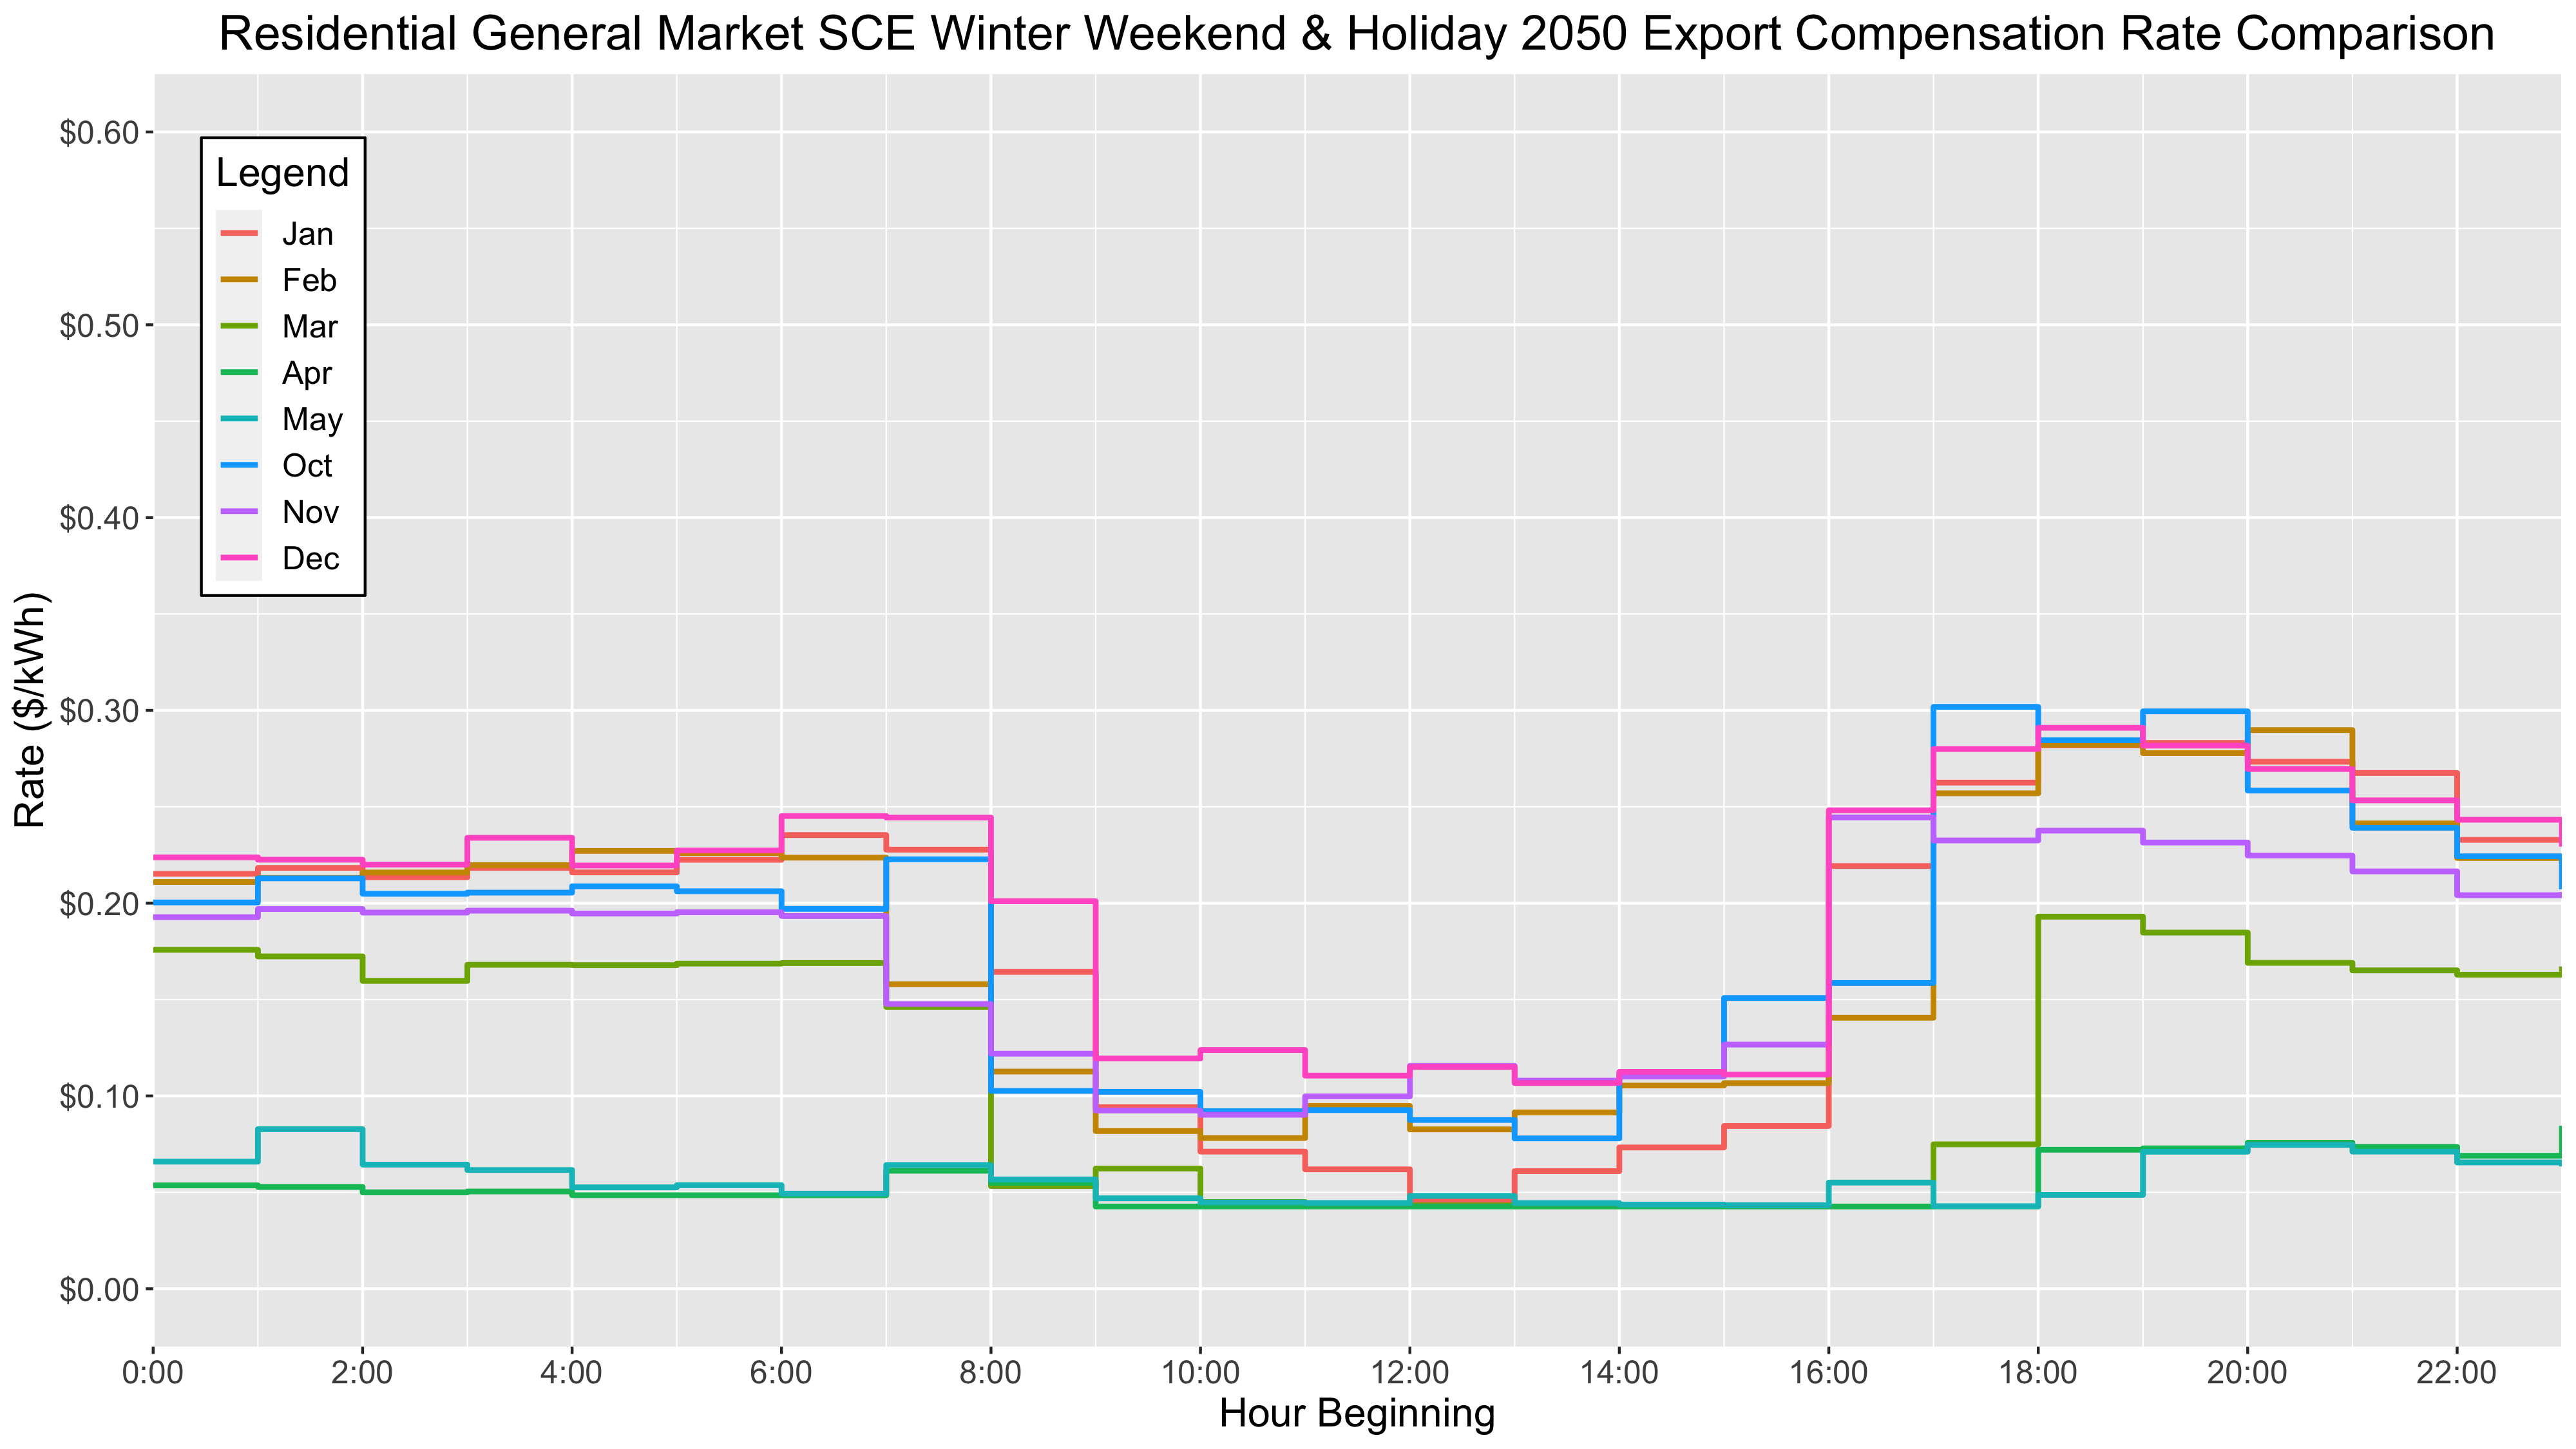 Residential General Market SCE Winter Weekend & Holiday 2050 Export Compensation Rate Comparison
$0.60
$0.50
$0.40
$0.30
$0.20
$0.10
$0.00
Rate ($/kWh)
Legend
Jan
Feb
Mar
Apr
May
Oct
Nov
Dec
0:00 2:00 4:00 6:00 8:00 10:00 12:00 14:00 16:00 18:00 20:00 22:00
Hour Beginning